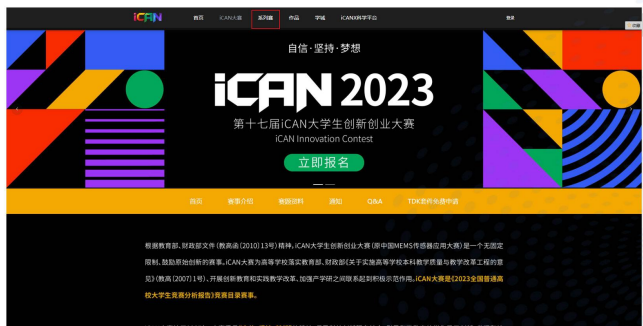 iCAN 首页 iCAN大赛 系列赛 作品 学城 iCANX科学平台 登录
自信·坚持·梦想
iCAN 2023
第十七届iCAN大学生创新创业大赛
iCAN Innovation Contest
立即报名
首页 赛事介绍 赛题资料 通知 Q&A TDK套件免费申请
根据教育部、财政部文件(教高函(2010)13号)精神,iCAN大学生创新创业大赛(原中国MEMS传感器应用大赛)是一个无固定
限制、鼓励原始创新的赛事。iCAN大赛为高等学校落实教育部、财政部《关于实施高等学校本科教学质量与教学改革工程的意
见》(教高(2007)1号)、开展创新教育和实践教学改革、加强产学研之间联系起到积极示范作用。iCAN大赛是《2023全国普通高
校大学生竞赛分析报告》竞赛目录赛事。